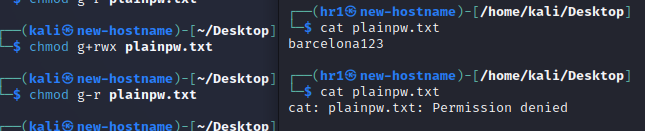 chmod g-r plainpw.txt
┌──(kali㉿new-hostname)-[~/Desktop]
└─$ chmod g+rwx plainpw.txt
┌──(kali㉿new-hostname)-[~/Desktop]
└─$ chmod g-r plainpw.txt
┌──(kali㉿new-hostname)-[~/Desktop]
┌──(hr1㉿new-hostname)-[/home/kali/Desktop]
└─$ cat plainpw.txt
barcelona123
┌──(hr1㉿new-hostname)-[/home/kali/Desktop]
└─$ cat plainpw.txt
cat: plainpw.txt: Permission denied